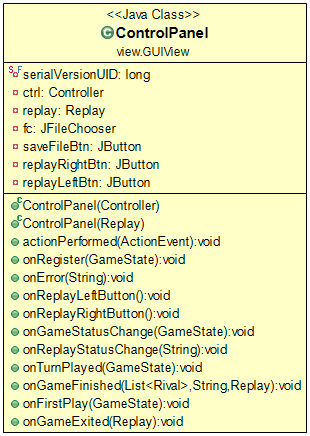 <<Java Class>>
ControlPanel
view.GUIView
serialVersionUID: long
ctrl: Controller
replay: Replay
fc: JFileChooser
saveFileBtn: JButton
replayRightBtn: JButton
replayLeftBtn: JButton
ControlPanel(Controller)
ControlPanel(Replay)
actionPerformed(ActionEvent):void
onRegister(GameState):void
onError(String):void
onReplayLeftButton():void
onReplayRightButton():void
onGameStatusChange(GameState):void
onReplayStatusChange(String):void
onTurnPlayed(GameState):void
onGameFinished(List<Rival>,String,Replay):void
onFirstPlay(GameState):void
onGameExited(Replay):void